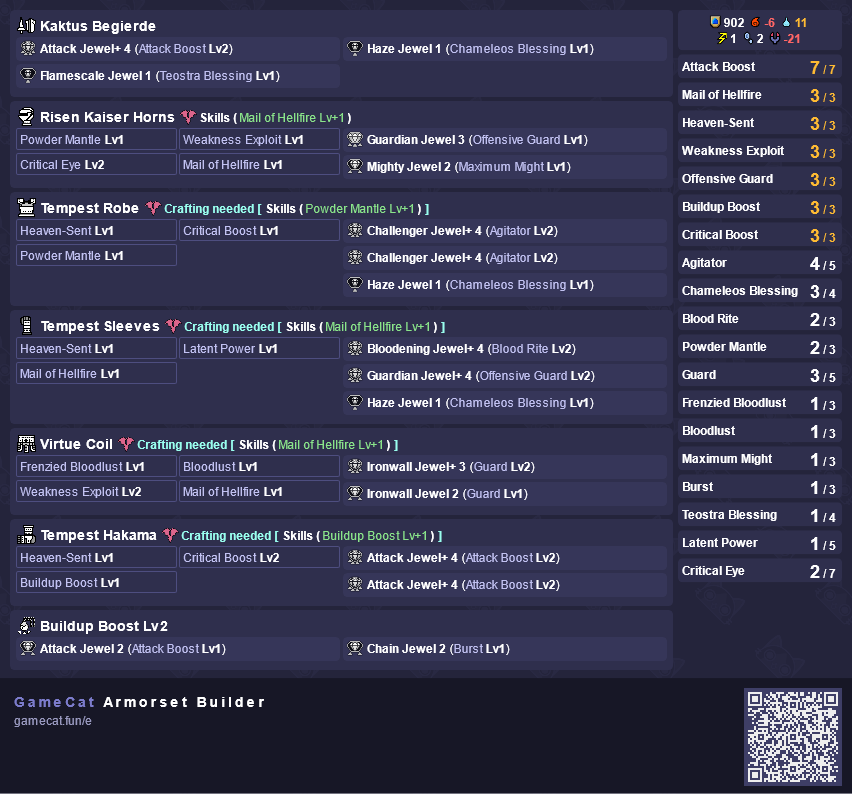 Kaktus Begierde
Attack Jewel+ 4 (Attack Boost Lv2)
Haze Jewel 1 (Chameleos Blessing Lv1)
Flamescale Jewel 1 (Teostra Blessing Lv1)
Risen Kaiser Horns Skills ( Mail of Hellfire Lv+1 )
Powder Mantle Lv1
Weakness Exploit Lv1
Guardian Jewel 3 (Offensive Guard Lv1)
Critical Eye Lv2
Mail of Hellfire Lv1
Mighty Jewel 2 (Maximum Might Lv1)
Tempest Robe Crafting needed [ Skills ( Powder Mantle Lv+1 ) ]
Heaven-Sent Lv1
Critical Boost Lv1
Challenger Jewel+ 4 (Agitator Lv2)
Powder Mantle Lv1
Challenger Jewel+ 4 (Agitator Lv2)
Haze Jewel 1 (Chameleos Blessing Lv1)
Tempest Sleeves Crafting needed [ Skills ( Mail of Hellfire Lv+1 ) ]
Heaven-Sent Lv1
Latent Power Lv1
Bloodening Jewel+ 4 (Blood Rite Lv2)
Mail of Hellfire Lv1
Guardian Jewel+ 4 (Offensive Guard Lv2)
Haze Jewel 1 (Chameleos Blessing Lv1)
Virtue Coil Crafting needed [ Skills ( Mail of Hellfire Lv+1 ) ]
Frenzied Bloodlust Lv1
Bloodlust Lv1
Ironwall Jewel+ 3 (Guard Lv2)
Weakness Exploit Lv2
Mail of Hellfire Lv1
Ironwall Jewel 2 (Guard Lv1)
Tempest Hakama Crafting needed [ Skills ( Buildup Boost Lv+1 ) ]
Heaven-Sent Lv1
Critical Boost Lv2
Attack Jewel+ 4 (Attack Boost Lv2)
Buildup Boost Lv1
Attack Jewel+ 4 (Attack Boost Lv2)
Buildup Boost Lv2
Attack Jewel 2 (Attack Boost Lv1)
Chain Jewel 2 (Burst Lv1)
902 -6 11
1 2 -21
Attack Boost 7 / 7
Mail of Hellfire 3 / 3
Heaven-Sent 3 / 3
Weakness Exploit 3 / 3
Offensive Guard 3 / 3
Buildup Boost 3 / 3
Critical Boost 3 / 3
Agitator 4 / 5
Chameleos Blessing 3 / 4
Blood Rite 2 / 3
Powder Mantle 2 / 3
Guard 3 / 5
Frenzied Bloodlust 1 / 3
Bloodlust 1 / 3
Maximum Might 1 / 3
Burst 1 / 3
Teostra Blessing 1 / 4
Latent Power 1 / 5
Critical Eye 2 / 7
GameCat Armorset Builder
gamecat.fun/e